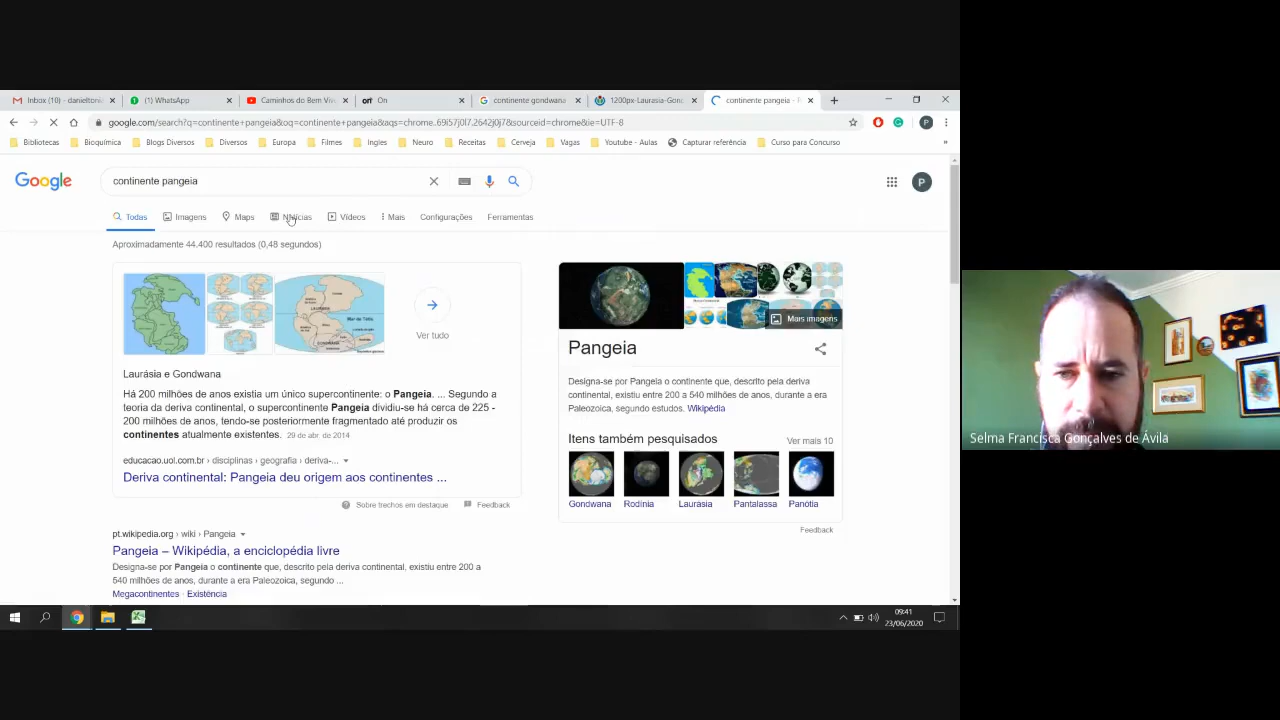 Inbox (10) - danieltonie
(1) WhatsApp
Caminhos do Bem Viv
On
continente gondwana
1200px-Laurasia-Gonc
continente pangeia - P
google.com/search?q=continente+pangeia&oq=continente+pangeia&aqs=chrome..69i57j0l7.2642j0j7&sourceid=chrome&ie=UTF-8
P
Bibliotecas
Bioquímica
Blogs Diversos
Diversos
Europa
Filmes
Ingles
Neuro
Receitas
Cerveja
Vagas
Youtube - Aulas
Capturar referência
Curso para Concurso
»
Google
continente pangeia
P
Todas
Imagens
Maps
Notícias
Vídeos
Mais
Configurações
Ferramentas
Aproximadamente 44.400 resultados (0,48 segundos)
Ver tudo
Laurásia e Gondwana
Há 200 milhões de anos existia um único supercontinente: o Pangeia. ... Segundo a
teoria da deriva continental, o supercontinente Pangeia dividiu-se há cerca de 225 -
200 milhões de anos, tendo-se posteriormente fragmentado até produzir os
continentes atualmente existentes. 29 de abr. de 2014
educacao.uol.com.br › disciplinas › geografia › deriva-...
Deriva continental: Pangeia deu origem aos continentes ...
Sobre trechos em destaque
Feedback
pt.wikipedia.org › wiki › Pangeia
Pangeia – Wikipédia, a enciclopédia livre
Designa-se por Pangeia o continente que, descrito pela deriva continental, existiu entre 200 a
540 milhões de anos, durante a era Paleozoica, segundo ...
Megacontinentes · Existência
Mais imagens
Pangeia
Designa-se por Pangeia o continente que, descrito pela deriva
continental, existiu entre 200 a 540 milhões de anos, durante a era
Paleozoica, segundo estudos. Wikipédia
Itens também pesquisados
Ver mais 10
Gondwana
Rodínia
Laurásia
Pantalassa
Panótia
Feedback
09:41
23/06/2020
Selma Francisca Gonçalves de Ávila